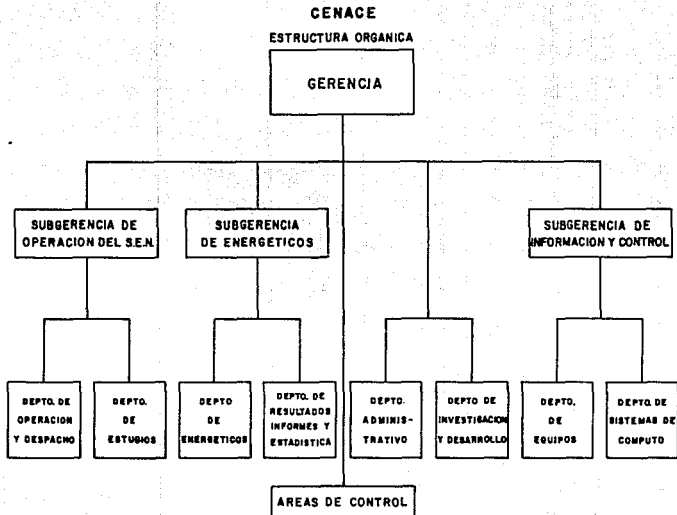 CENACE
ESTRUCTURA ORGANICA
GERENCIA
SUBGERENCIA DE
OPERACION DEL S.E.N.
SUBGERENCIA
DE ENERGETICOS
SUBGERENCIA DE
INFORMACION Y CONTROL
DEPTO. DE
OPERACION
Y DESPACHO
DEPTO.
DE
ESTUDIOS
DEPTO
DE
ENERGETICOS
DEPTO. DE
RESULTADOS
INFORMES Y
ESTADISTICA
DEPTO.
ADMINIS-
TRATIVO
DEPTO DE
INVESTIGACION
Y DESARROLLO
DEPTO.
DE
EQUIPOS
DEPTO. DE
SISTEMAS DE
COMPUTO
AREAS DE CONTROL